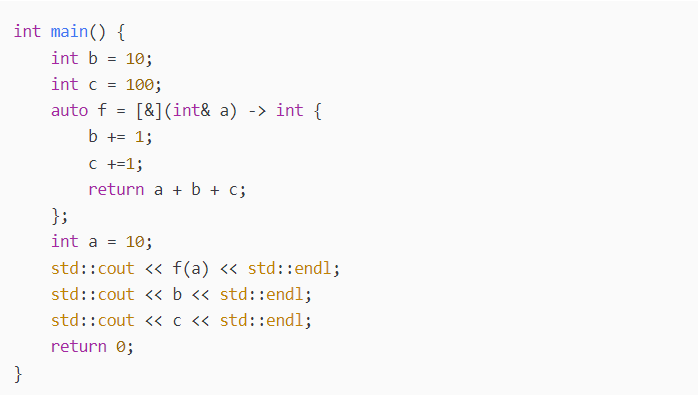 int main() {
    int b = 10;
    int c = 100;
    auto f = [&](int& a) -> int {
        b += 1;
        c +=1;
        return a + b + c;
    };
    int a = 10;
    std::cout << f(a) << std::endl;
    std::cout << b << std::endl;
    std::cout << c << std::endl;
    return 0;
}